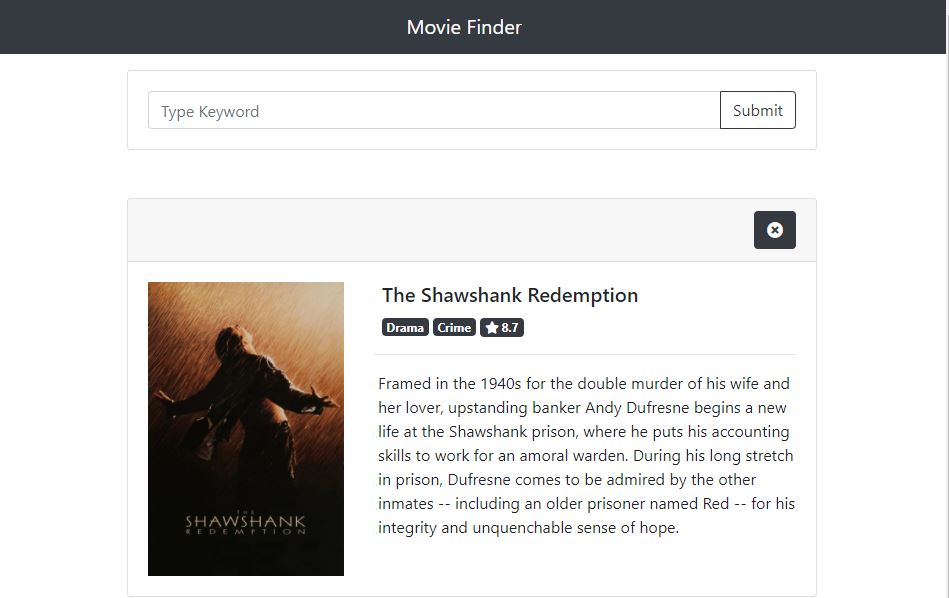 Movie Finder
Type Keyword
Submit
The Shawshank Redemption
Drama Crime 8.7
Framed in the 1940s for the double murder of his wife and
her lover, upstanding banker Andy Dufresne begins a new
life at the Shawshank prison, where he puts his accounting
skills to work for an amoral warden. During his long stretch
in prison, Dufresne comes to be admired by the other
inmates -- including an older prisoner named Red -- for his
integrity and unquenchable sense of hope.
THE
SHAWSHANK
REDEMPTION